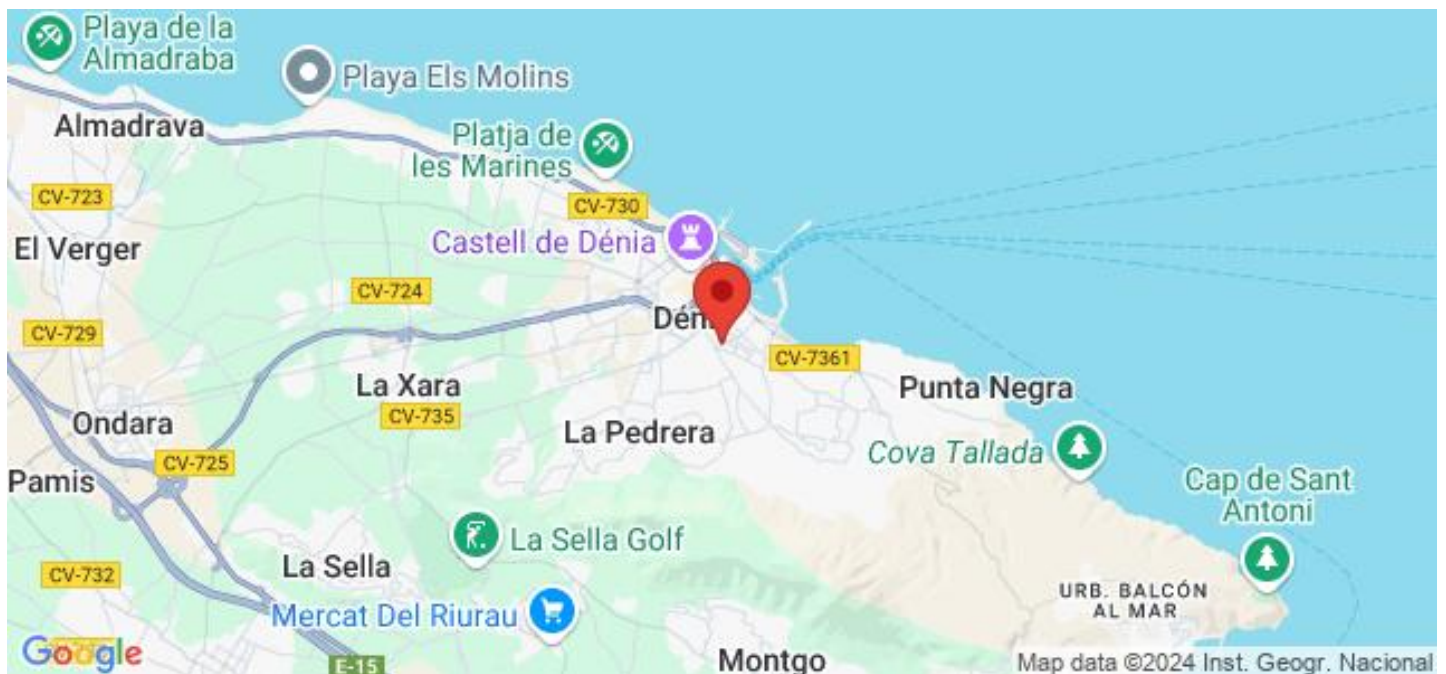 Playa de la
Almadraba
Playa Els Molins
Almadrava
Platja de
les Marines
CV-723
CV-730
El Verger
Castell de Dénia
CV-724
CV-729
CV-7361
La Xara
Punta Negra
CV-735
Ondara
La Pedrera
Cova Tallada
CV-725
Pamis
Cap de Sant
Antoni
La Sella Golf
La Sella
CV-732
URB. BALCÓN
AL MAR
Mercat Del Riurau
Google
E-15
Montgo
Map data ©2024 Inst. Geogr. Nacional